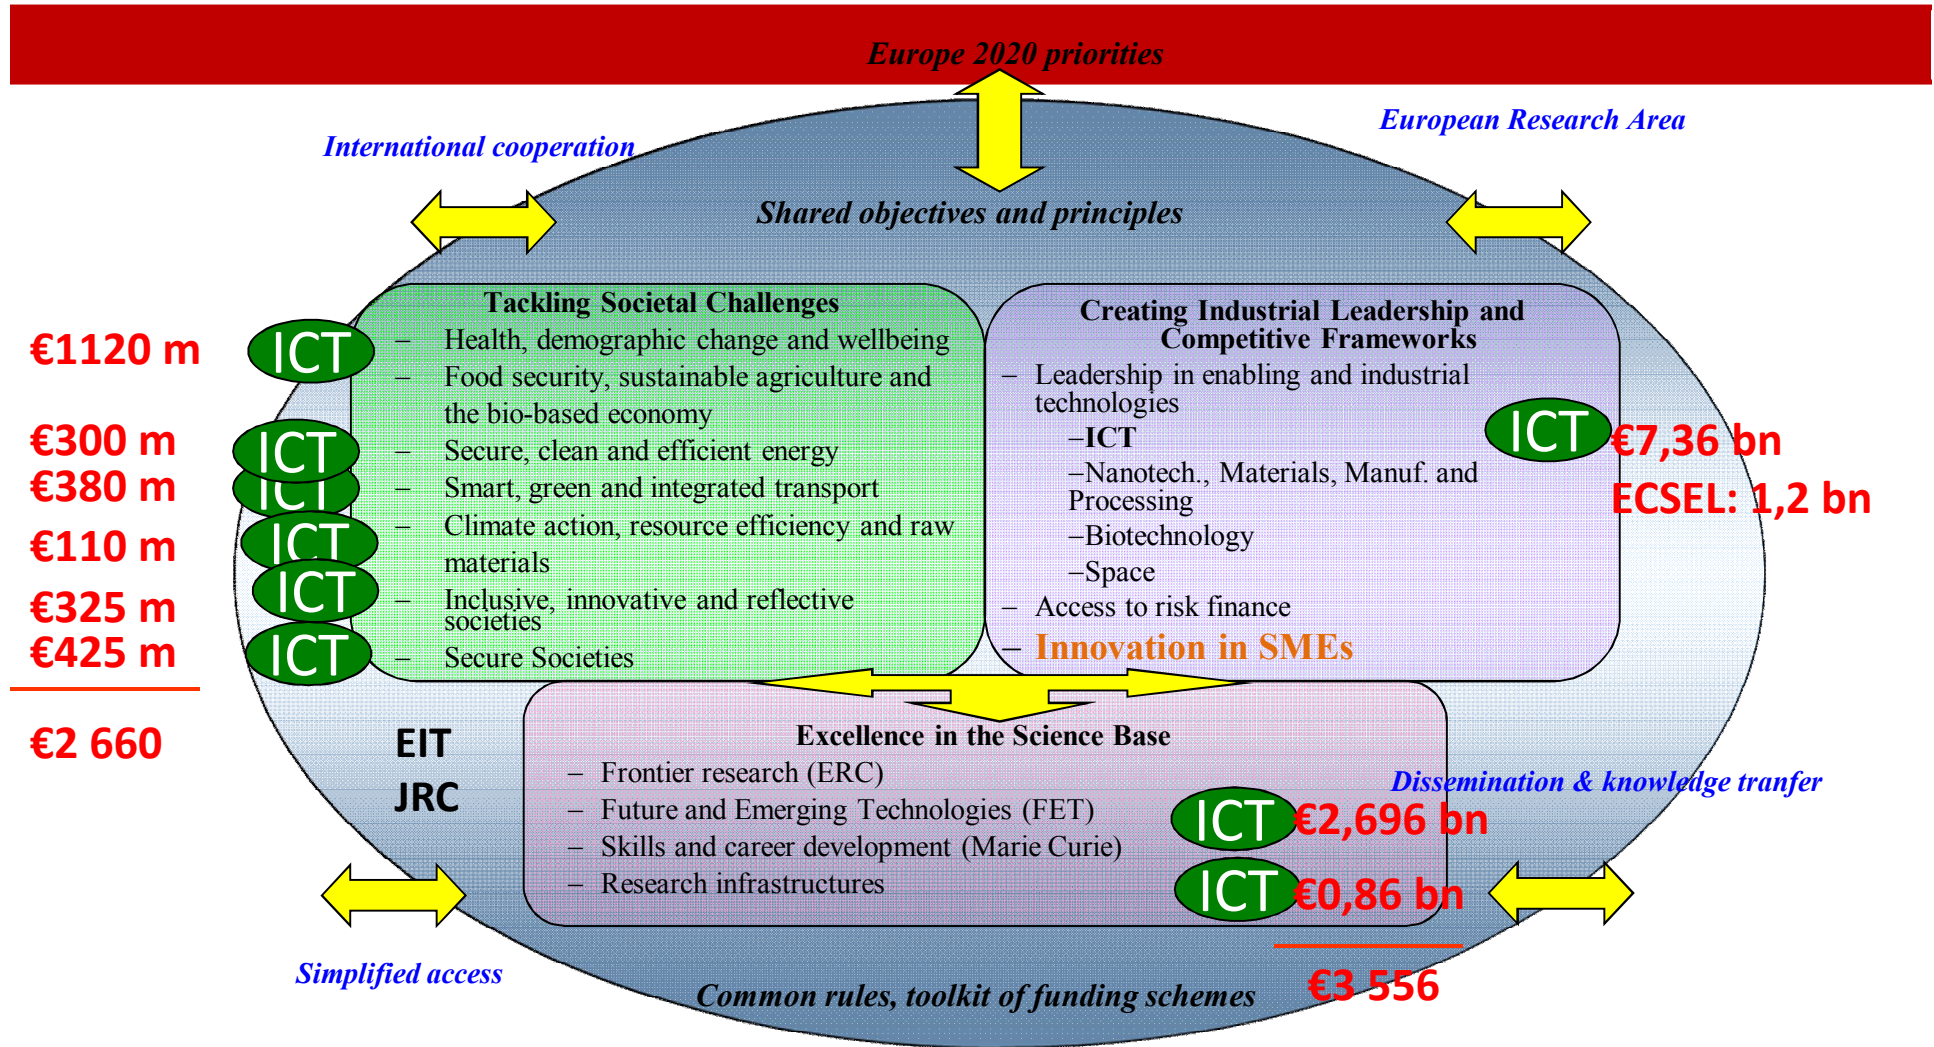 Europe 2020 priorities
International cooperation
European Research Area
Shared objectives and principles
Tackling Societal Challenges
– Health, demographic change and wellbeing
– Food security, sustainable agriculture and
the bio-based economy
– Secure, clean and efficient energy
– Smart, green and integrated transport
– Climate action, resource efficiency and raw
materials
– Inclusive, innovative and reflective
societies
– Secure Societies
€1120 m
ICT
€300 m
ICT
€380 m
ICT
€110 m
ICT
€325 m
ICT
€425 m
ICT
€2 660
Creating Industrial Leadership and
Competitive Frameworks
– Leadership in enabling and industrial
technologies
–ICT
–Nanotech., Materials, Manuf. and
Processing
–Biotechnology
–Space
– Access to risk finance
– Innovation in SMEs
ICT
€7,36 bn
ECSEL: 1,2 bn
EIT
JRC
Excellence in the Science Base
– Frontier research (ERC)
– Future and Emerging Technologies (FET)
– Skills and career development (Marie Curie)
– Research infrastructures
Dissemination & knowledge tranfer
ICT €2,696 bn
ICT €0,86 bn
€3 556
Simplified access
Common rules, toolkit of funding schemes